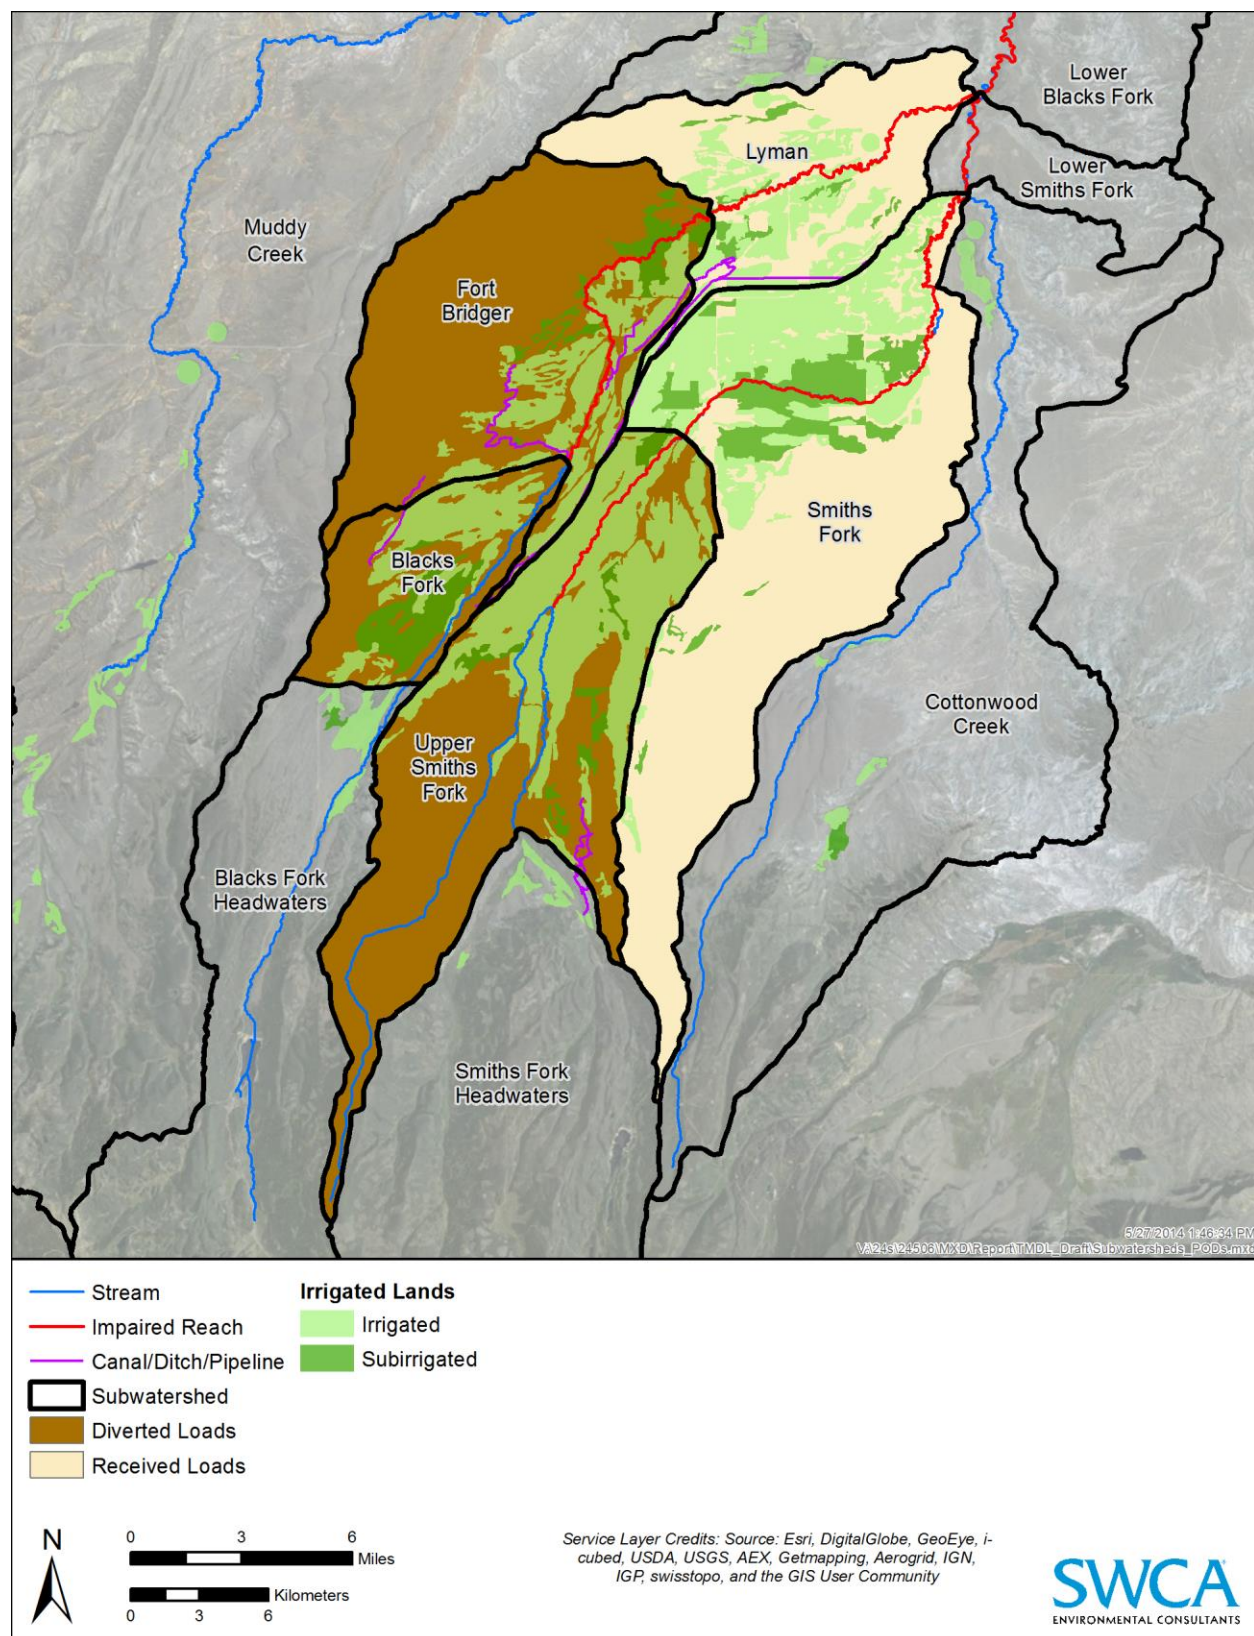 Lower
Blacks Fork
Lyman
Lower
Smiths Fork
Muddy
Creek
Fort
Bridger
Smiths
Fork
Blacks
Fork
Cottonwood
Creek
Upper
Smiths
Fork
Blacks Fork
Headwaters
Smiths Fork
Headwaters
5/27/2014 1:46:34 PM
Stream
Impaired Reach
Canal/Ditch/Pipeline
Subwatershed
Diverted Loads
Received Loads
Irrigated Lands
Irrigated
Subirrigated
N
0 3 6
Miles
Kilometers
0 3 6
Service Layer Credits: Source: Esri, DigitalGlobe, GeoEye, i-
cubed, USDA, USGS, AEX, Getmapping, Aerogrid, IGN,
IGP, swisstopo, and the GIS User Community
SWCA
ENVIRONMENTAL CONSULTANTS